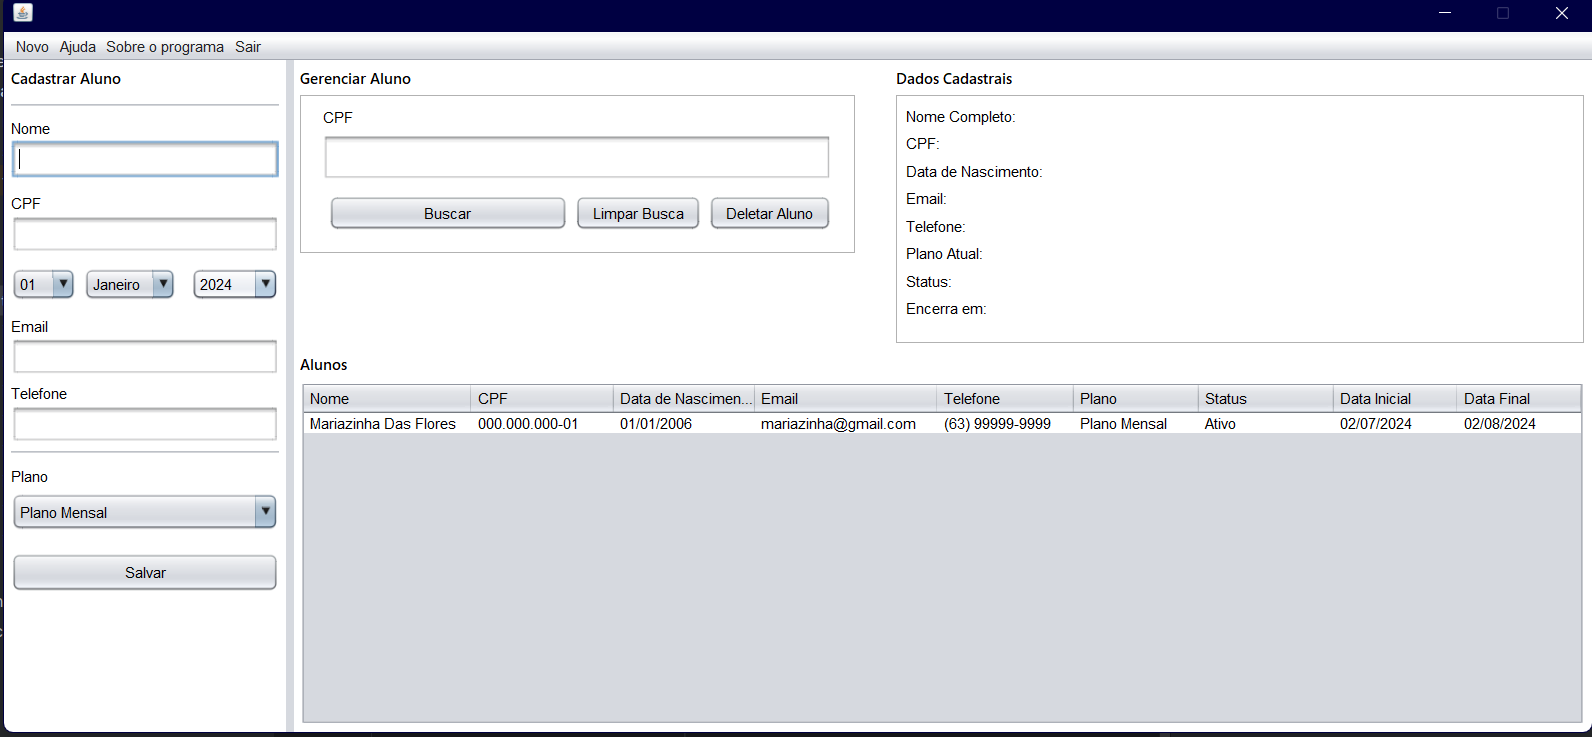 Novo Ajuda Sobre o programa Sair
Cadastrar Aluno
Nome
CPF
01 Janeiro 2024
Email
Telefone
Plano
Plano Mensal
Salvar
Gerenciar Aluno
CPF
Buscar Limpar Busca Deletar Aluno
Dados Cadastrais
Nome Completo:
CPF:
Data de Nascimento:
Email:
Telefone:
Plano Atual:
Status:
Encerra em:
Alunos
Nome CPF Data de Nascimen... Email Telefone Plano Status Data Inicial Data Final
Mariazinha Das Flores 000.000.000-01 01/01/2006 mariazinha@gmail.com (63) 99999-9999 Plano Mensal Ativo 02/07/2024 02/08/2024